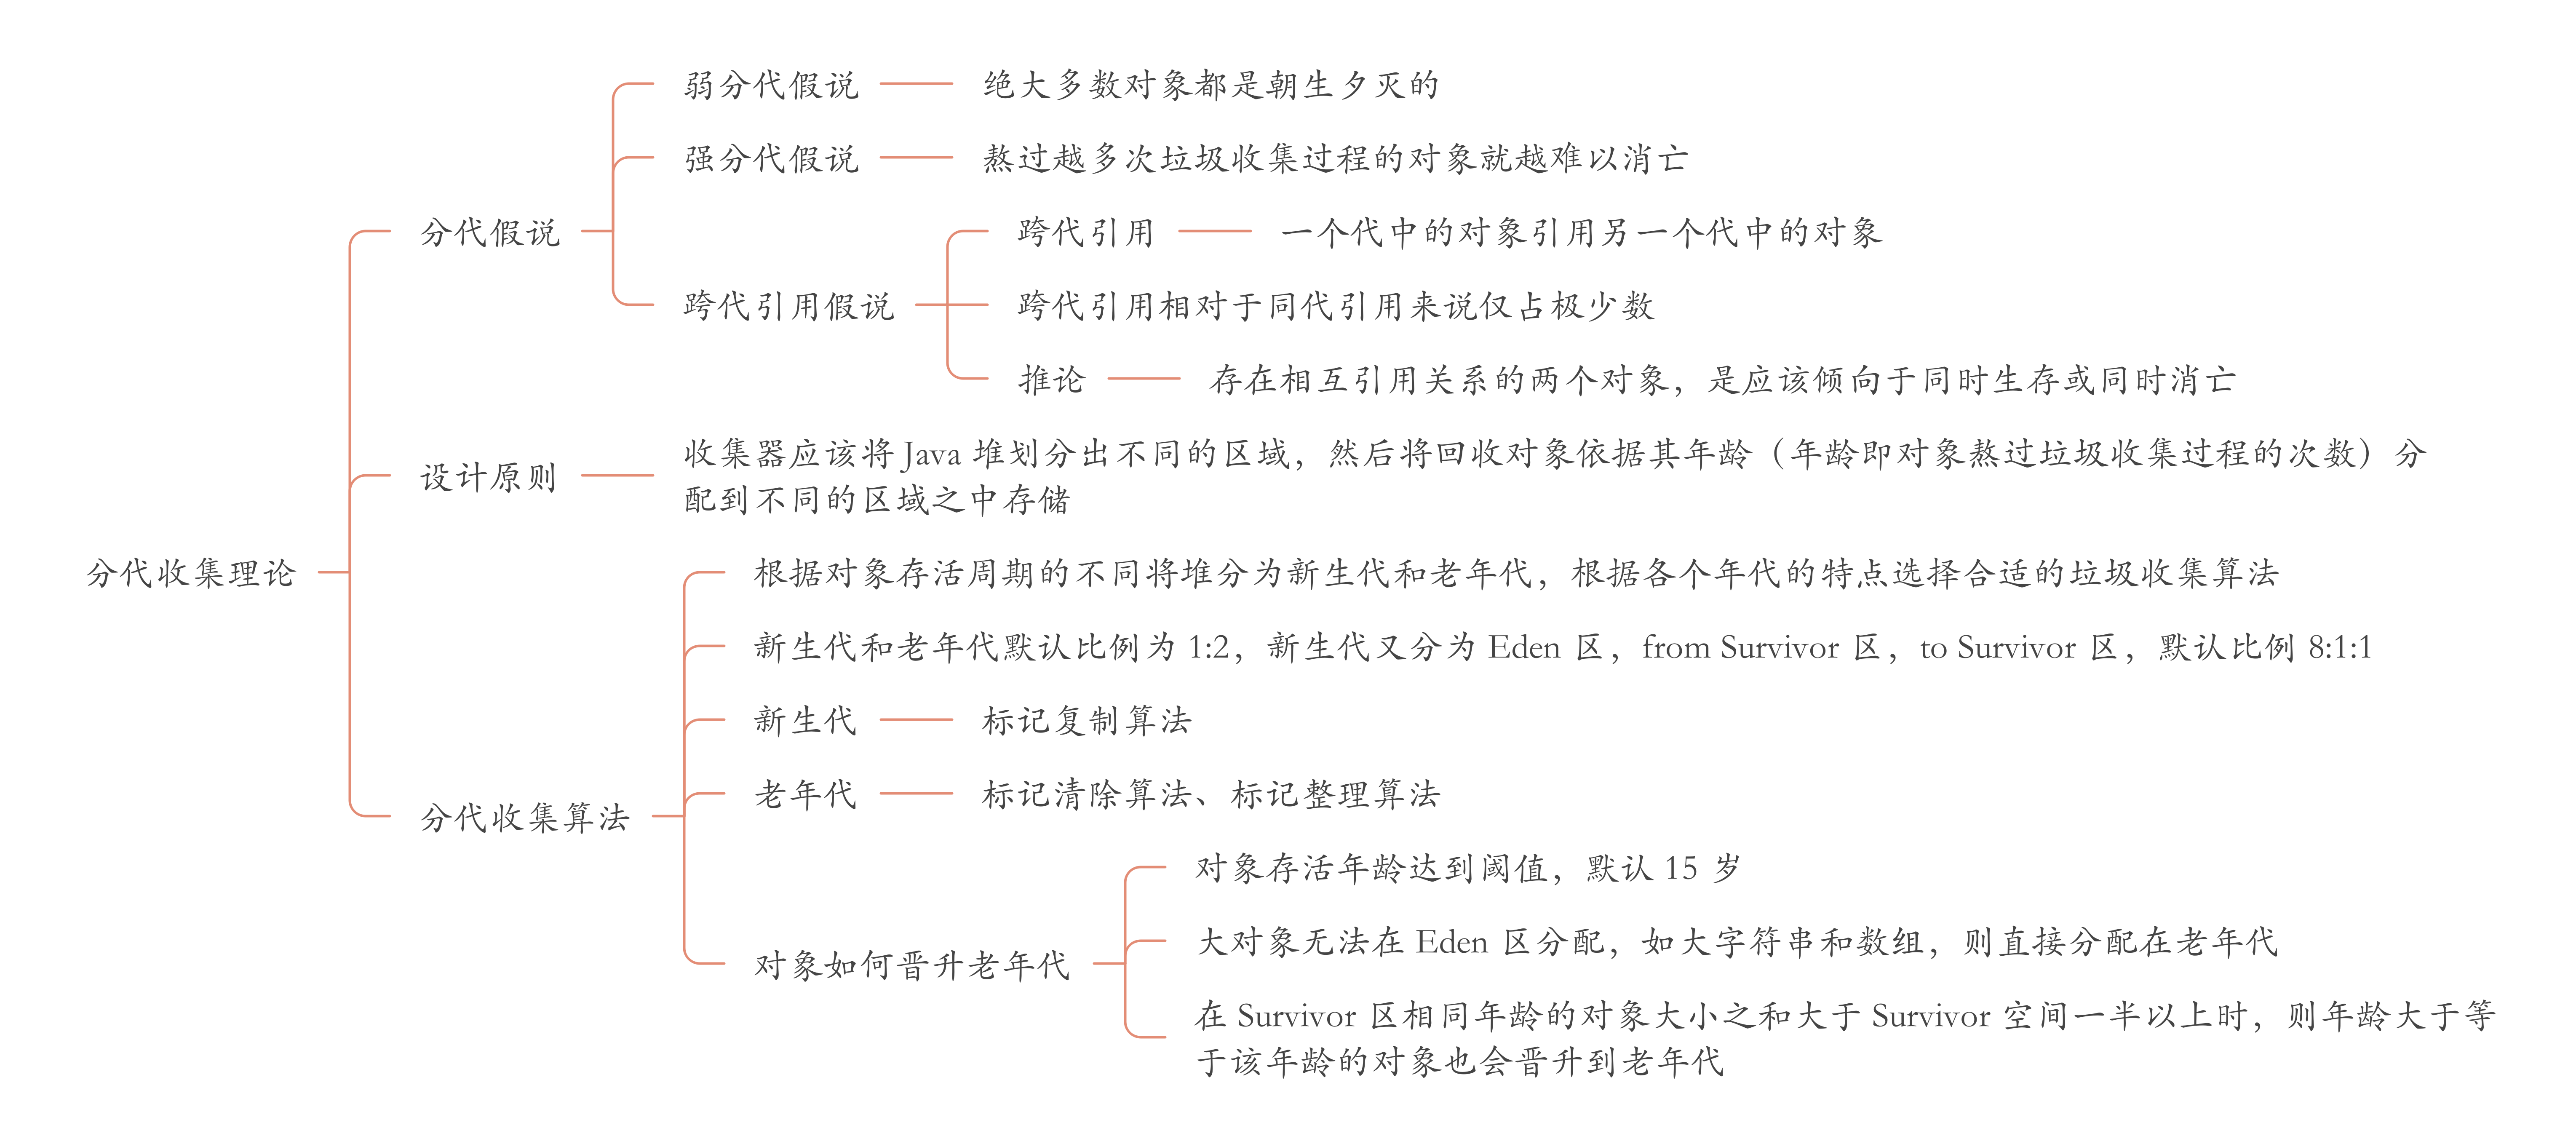 弱分代假说
绝大多数对象都是朝生夕灭的
强分代假说
熬过越多次垃圾收集过程的对象就越难以消亡
分代假说
跨代引用
一个代中的对象引用另一个代中的对象
跨代引用假说
跨代引用相对于同代引用来说仅占极少数
推论
存在相互引用关系的两个对象，是应该倾向于同时生存或同时消亡
设计原则
收集器应该将 Java 堆划分出不同的区域，然后将回收对象依据其年龄（年龄即对象熬过垃圾收集过程的次数）分
配到不同的区域之中存储
分代收集理论
根据对象存活周期的不同将堆分为新生代和老年代，根据各个年代的特点选择合适的垃圾收集算法
新生代和老年代默认比例为 1:2，新生代又分为 Eden 区，from Survivor 区，to Survivor 区，默认比例 8:1:1
新生代
标记复制算法
老年代
标记清除算法、标记整理算法
分代收集算法
对象如何晋升老年代
对象存活年龄达到阈值，默认 15 岁
大对象无法在 Eden 区分配，如大字符串和数组，则直接分配在老年代
在 Survivor 区相同年龄的对象大小之和大于 Survivor 空间一半以上时，则年龄大于等
于该年龄的对象也会晋升到老年代